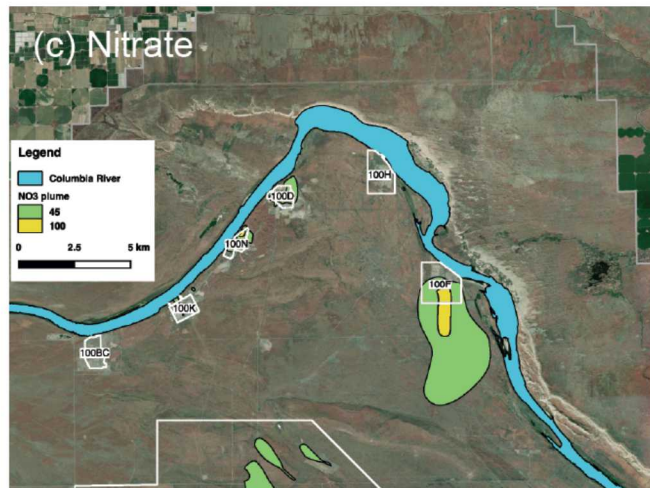 (c) Nitrate
Legend
Columbia River
NO3 plume
45
100
0 2.5 5 km
100H
100D
100N
100F
100K
100BC